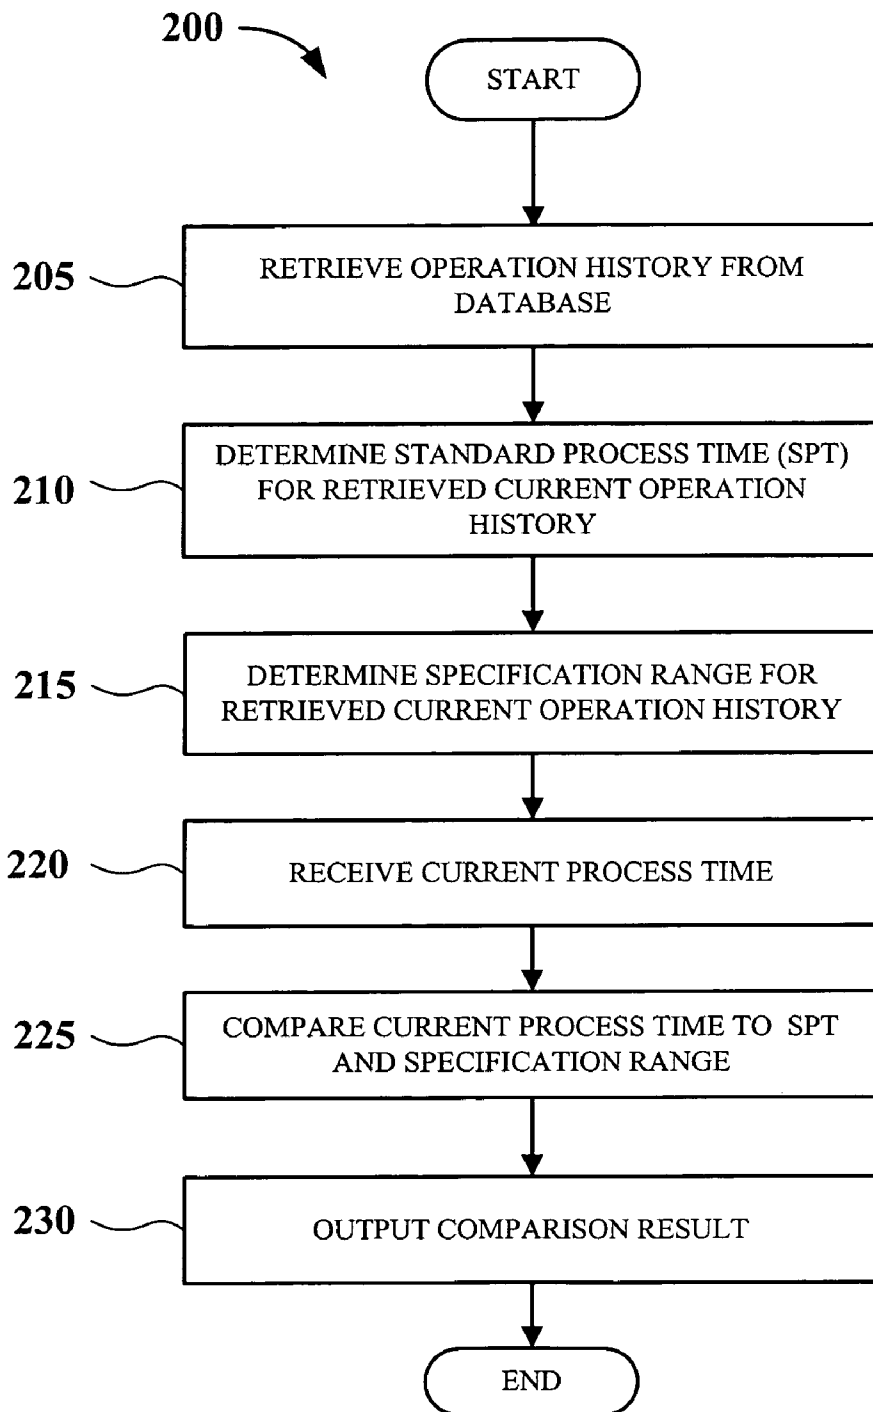 200
START
205
RETRIEVE OPERATION HISTORY FROM
DATABASE
210
DETERMINE STANDARD PROCESS TIME (SPT)
FOR RETRIEVED CURRENT OPERATION
HISTORY
215
DETERMINE SPECIFICATION RANGE FOR
RETRIEVED CURRENT OPERATION HISTORY
220
RECEIVE CURRENT PROCESS TIME
225
COMPARE CURRENT PROCESS TIME TO SPT
AND SPECIFICATION RANGE
230
OUTPUT COMPARISON RESULT
END